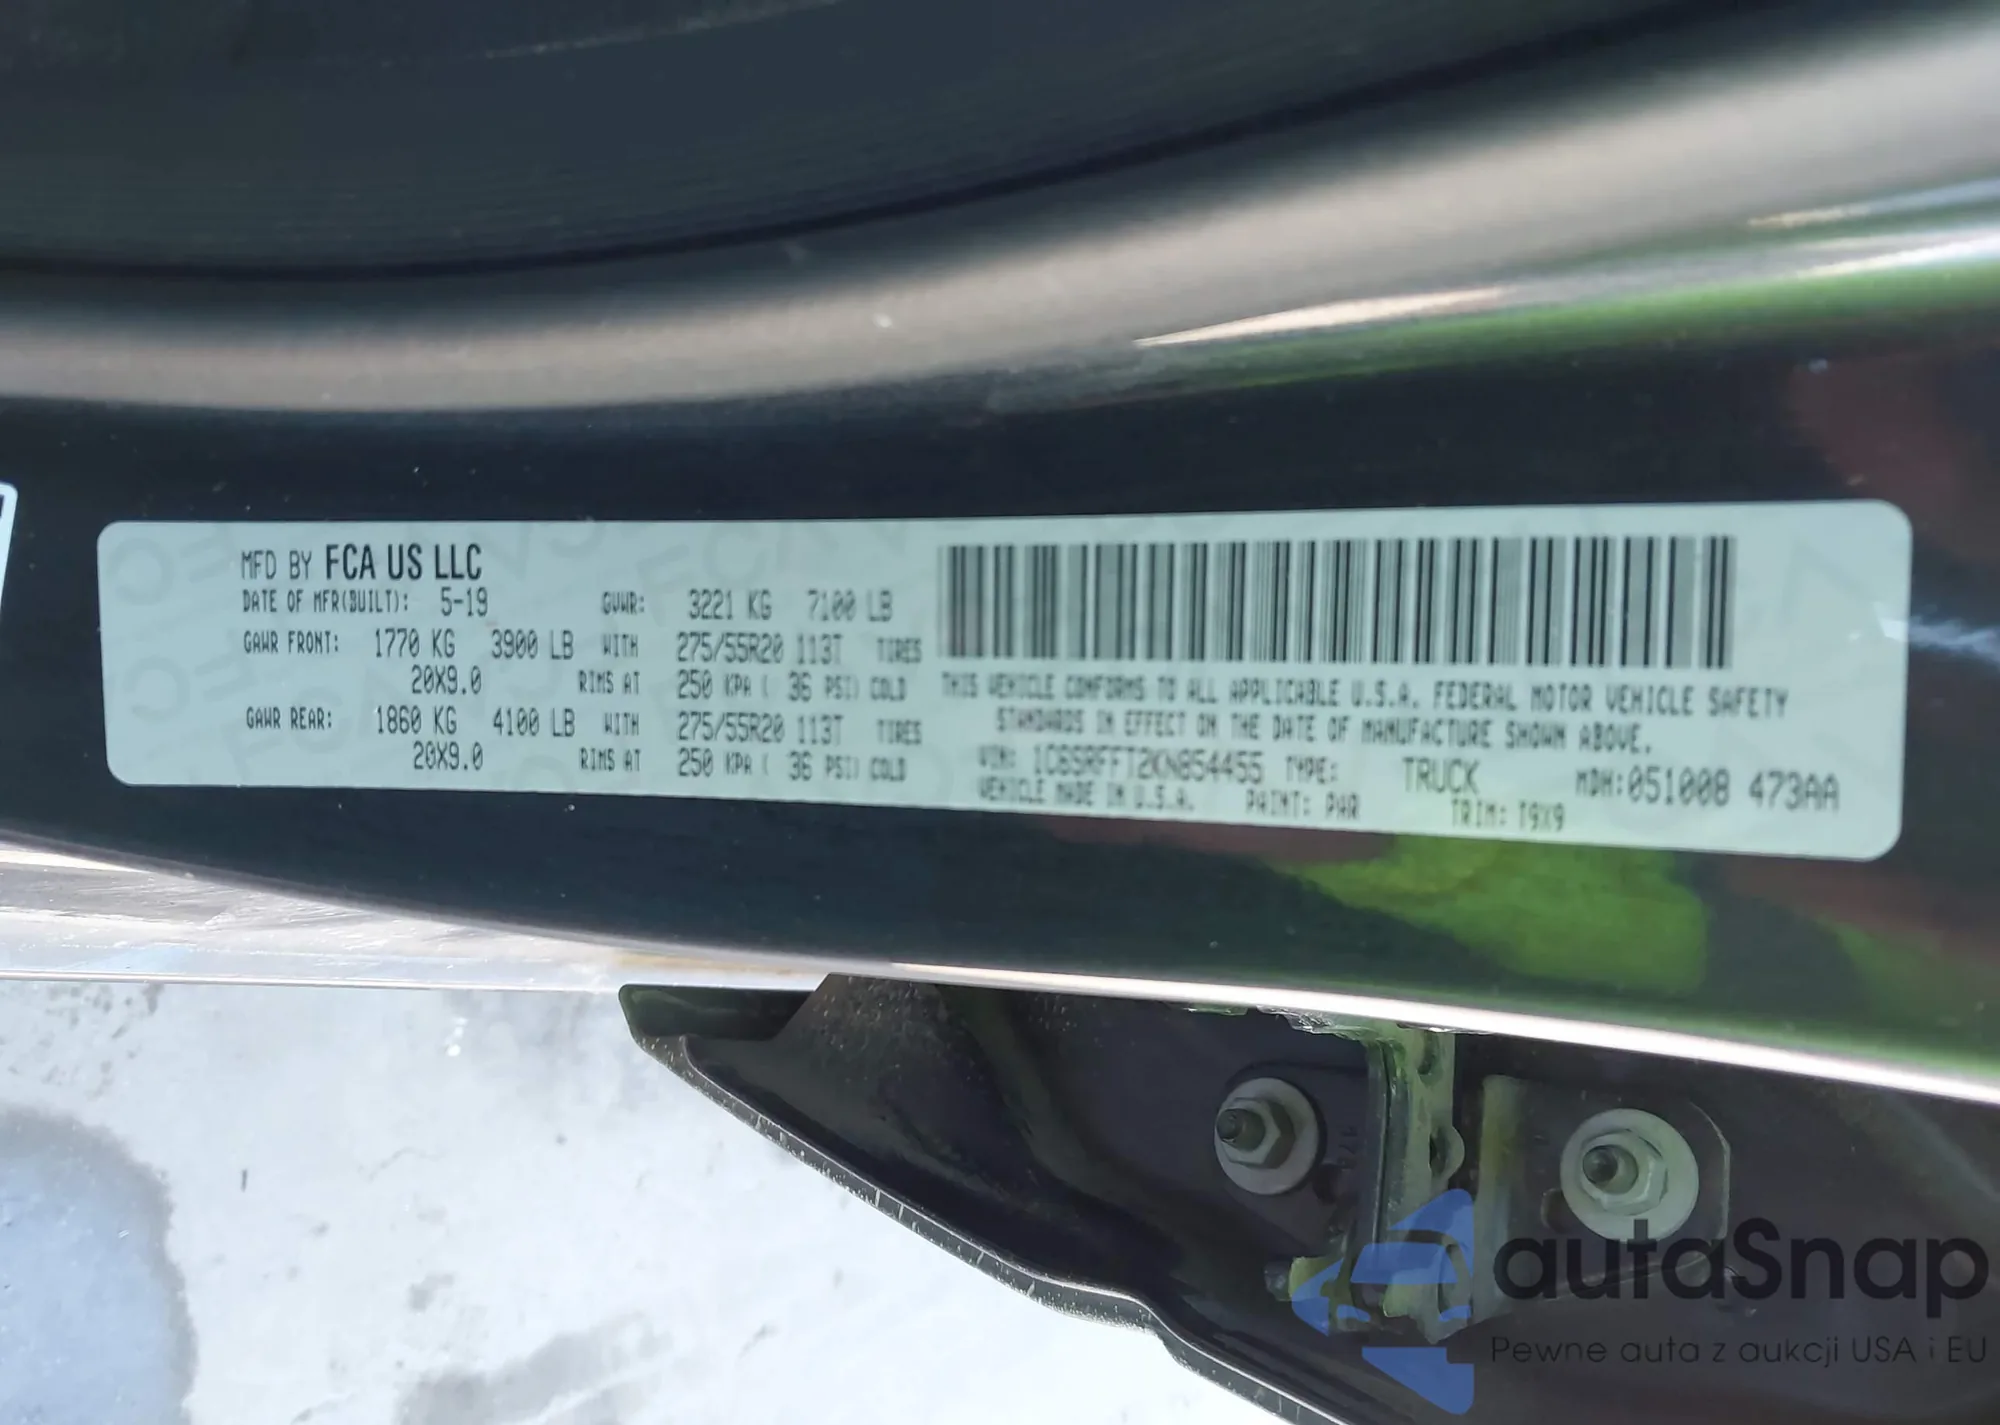 MFD BY FCA US LLC
DATE OF MFR(BUILT): 5-19 GVWR: 3221 KG 7100 LB
GAWR FRONT: 1770 KG 3900 LB WITH 275/55R20 113T TIRES
20X9.0 RIMS AT 250 KPA ( 36 PSI) COLD
GAWR REAR: 1860 KG 4100 LB WITH 275/55R20 113T TIRES
20X9.0 RIMS AT 250 KPA ( 36 PSI) COLD
THIS VEHICLE CONFORMS TO ALL APPLICABLE U.S.A. FEDERAL MOTOR VEHICLE SAFETY
STANDARDS IN EFFECT ON THE DATE OF MANUFACTURE SHOWN ABOVE.
VIN: 1C6SRFFT2KN854455 TYPE: TRUCK MDH:051008 473AA
VEHICLE MADE IN U.S.A. PAINT: PAR TRIM: T9X9
autaSnap
Pewne auta z aukcji USA i EU